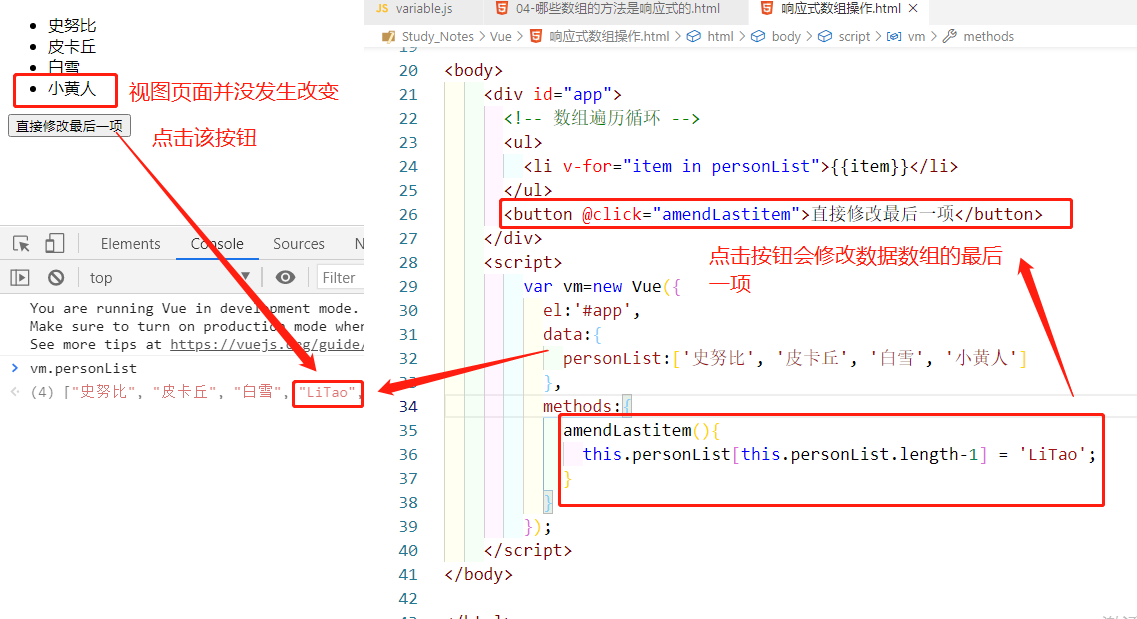 史努比
皮卡丘
白雪
小黄人
视图页面并没发生改变
直接修改最后一项
点击该按钮
Elements Console Sources N
top Filter
You are running Vue in development mode.
Make sure to turn on production mode when
See more tips at https://vuejs.org/guide/
> vm.personList
(4) ["史努比", "皮卡丘", "白雪", "LiTao",
JS variable.js 04-哪些数组的方法是响应式的.html 响应式数组操作.html ×
Study_Notes > Vue > 响应式数组操作.html > html > body > script > vm > methods
19
20 <body>
21 <div id="app">
22 <!-- 数组遍历循环 -->
23 <ul>
24 <li v-for="item in personList">{{item}}</li>
25 </ul>
26 <button @click="amendLastitem">直接修改最后一项</button>
27 </div>
点击按钮会修改数据数组的最后
一项
28 <script>
29 var vm=new Vue({
30 el:'#app',
31 data:{
32 personList:['史努比', '皮卡丘', '白雪', '小黄人']
33 },
34 methods:{
35 amendLastitem(){
36 this.personList[this.personList.length-1] = 'LiTao';
37 }
38 }
39 });
40 </script>
41 </body>
42